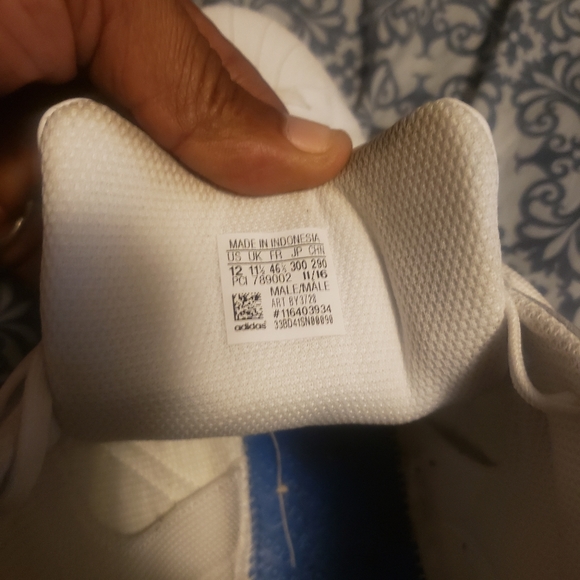 MADE IN INDONESIA
US UK FR JP CHN
12 11½ 46⅔ 300 290
PCI 789002 11/16
MALE/MALE
ART BY3728
#116403934
adidas 33BD41SN00090